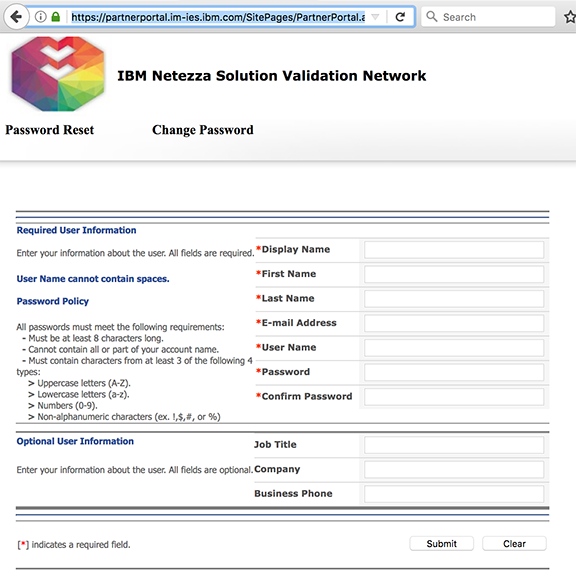 https://partnerportal.im-ies.ibm.com/SitePages/PartnerPortal.a
Search
IBM Netezza Solution Validation Network
Password Reset
Change Password
Required User Information
Enter your information about the user. All fields are required.
User Name cannot contain spaces.
Password Policy
All passwords must meet the following requirements:
- Must be at least 8 characters long.
- Cannot contain all or part of your account name.
- Must contain characters from at least 3 of the following 4
types:
> Uppercase letters (A-Z).
> Lowercase letters (a-z).
> Numbers (0-9).
> Non-alphanumeric characters (ex. !,$,#, or %)
*Display Name
*First Name
*Last Name
*E-mail Address
*User Name
*Password
*Confirm Password
Optional User Information
Enter your information about the user. All fields are optional.
Job Title
Company
Business Phone
[*] indicates a required field.
Submit
Clear